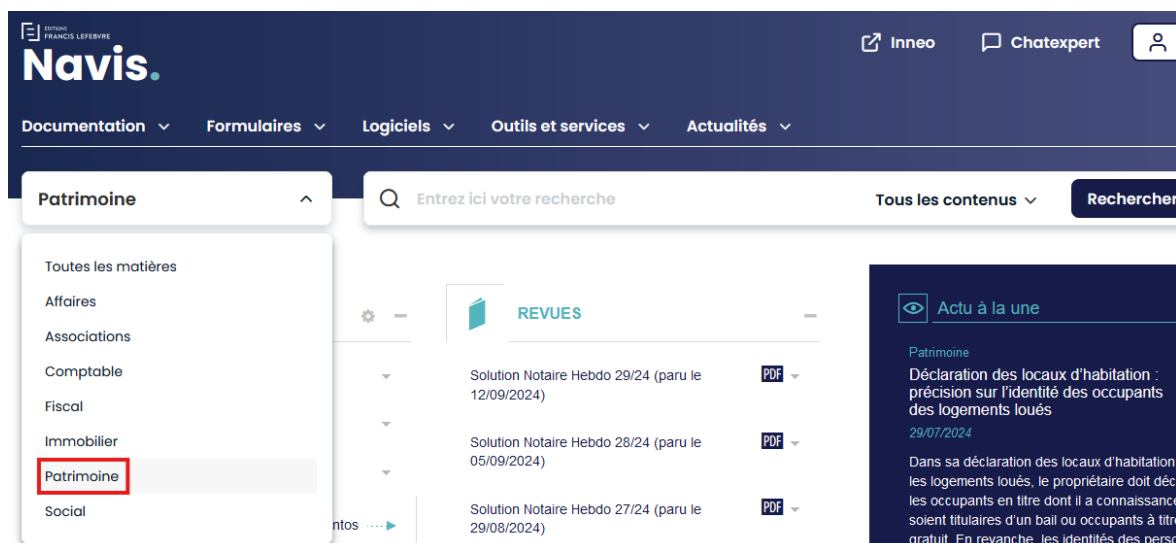 EDITIONS
FRANCIS LEFEBVRE
Navis.
Inneo
Chatexpert
Documentation
Formulaires
Logiciels
Outils et services
Actualités
Patrimoine
Entrez ici votre recherche
Tous les contenus
Rechercher
Toutes les matières
Affaires
Associations
Comptable
Fiscal
Immobilier
Patrimoine
Social
ntos
REVUES
Solution Notaire Hebdo 29/24 (paru le
12/09/2024)
PDF
Solution Notaire Hebdo 28/24 (paru le
05/09/2024)
PDF
Solution Notaire Hebdo 27/24 (paru le
29/08/2024)
PDF
Actu à la une
Patrimoine
Déclaration des locaux d'habitation :
précision sur l'identité des occupants
des logements loués
29/07/2024
Dans sa déclaration des locaux d'habitation
les logements loués, le propriétaire doit déc
les occupants en titre dont il a connaissance
soient titulaires d'un bail ou occupants à titre
gratuit. En revanche, les identités des pers